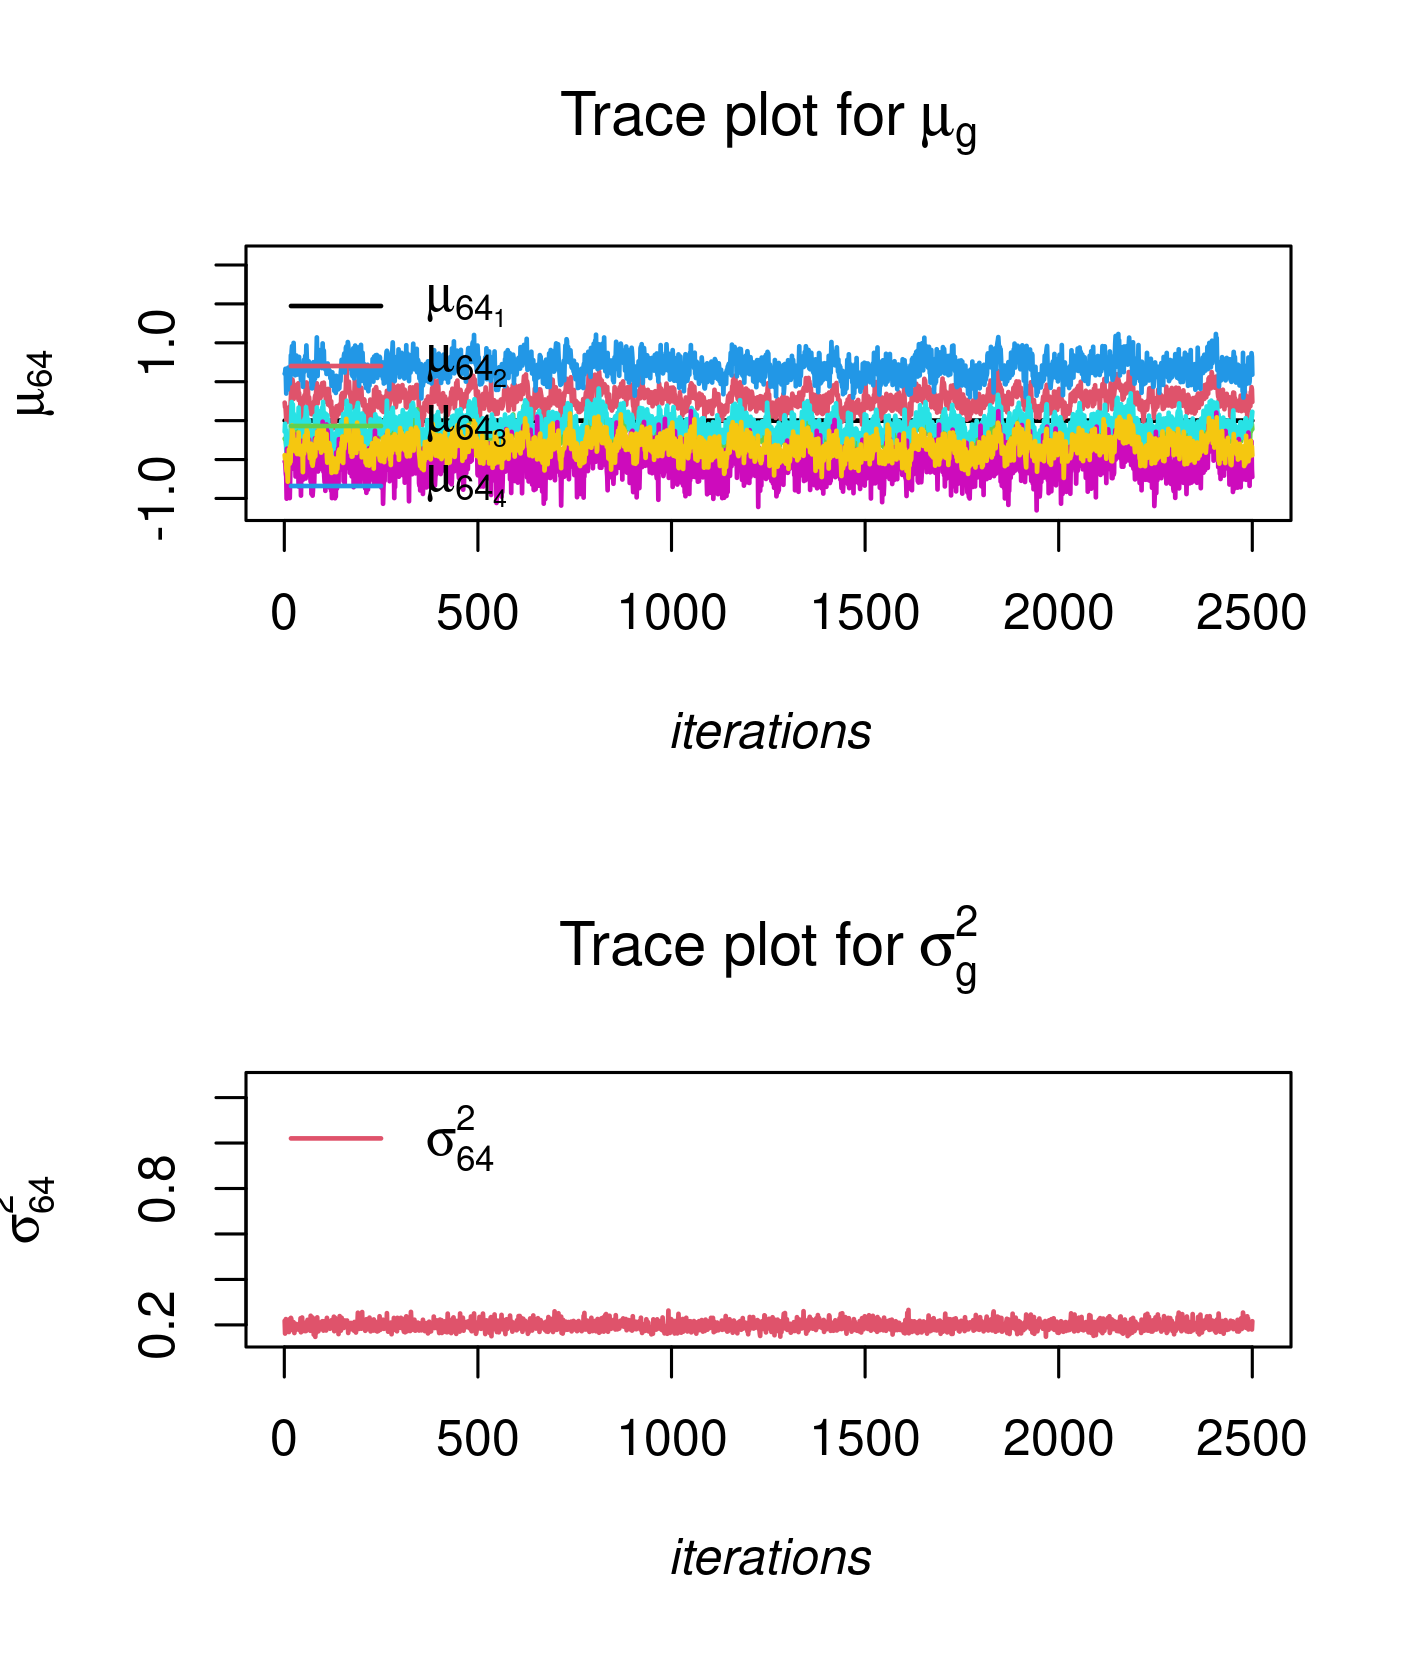 Trace plot for μg
μ64
1.0
-1.0
μ641
μ642
μ643
μ644
0 500 1000 1500 2000 2500
iterations
Trace plot for σ²g
σ²64
0.8
0.2
σ²64
0 500 1000 1500 2000 2500
iterations